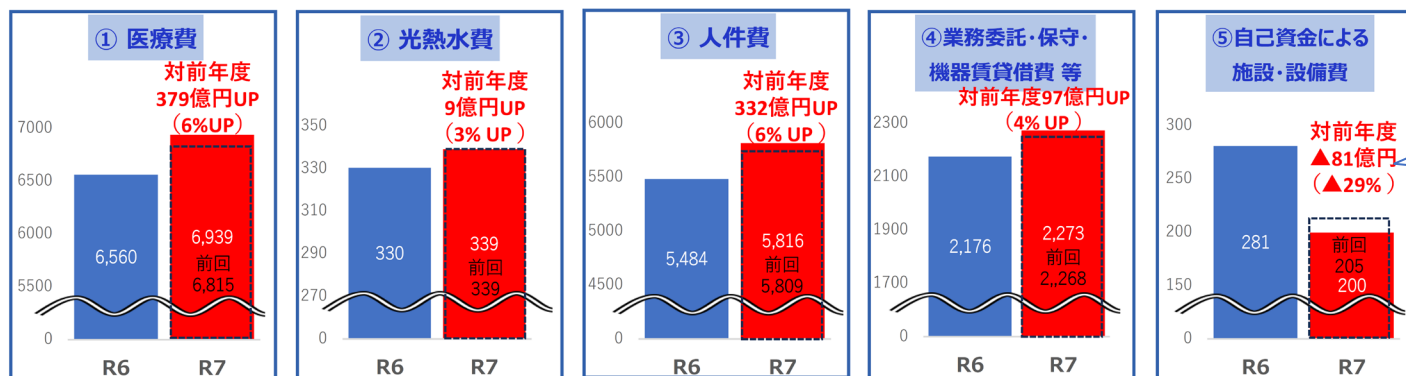 ① 医療費
対前年度
379億円UP
（6%UP）
7000
6500
6000
5500
0
6,560
6,939
前回
6,815
R6
R7
② 光熱水費
対前年度
9億円UP
（3% UP ）
350
330
310
290
270
0
330
339
前回
339
R6
R7
③ 人件費
対前年度
332億円UP
（6% UP ）
6000
5500
5000
4500
0
5,484
5,816
前回
5,809
R6
R7
④業務委託・保守・
機器賃貸借費 等
対前年度97億円UP
（4% UP ）
2300
2100
1900
1700
0
2,176
2,273
前回
2,,268
R6
R7
⑤自己資金による
施設・設備費
対前年度
▲81億円
（▲29% ）
300
250
200
150
0
281
前回
205
200
R6
R7